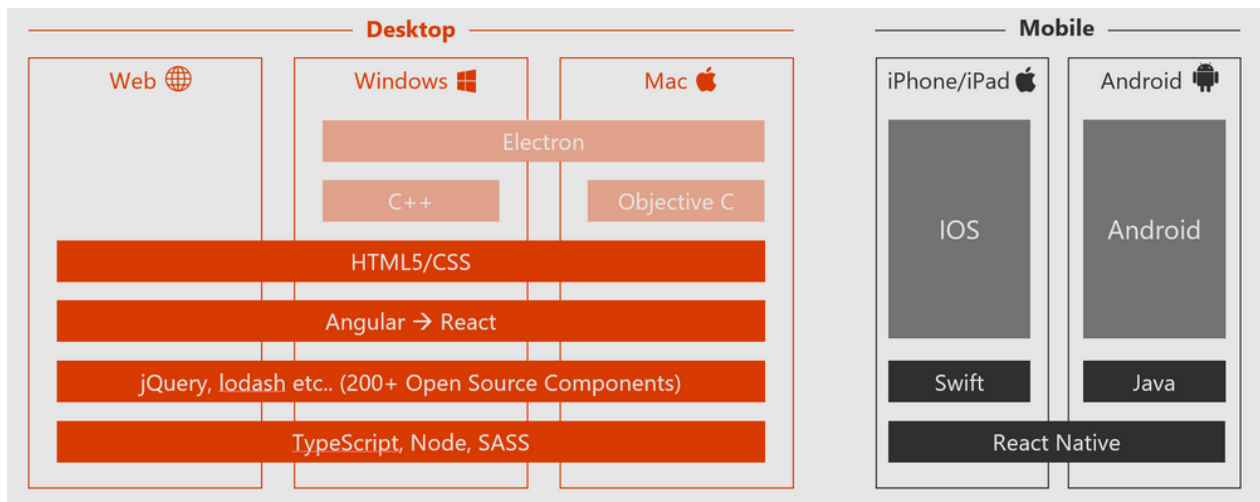 Desktop
Mobile
Web
Windows
Mac
iPhone/iPad
Android
Electron
C++
Objective C
IOS
Android
HTML5/CSS
Angular → React
jQuery, lodash etc.. (200+ Open Source Components)
Swift
Java
TypeScript, Node, SASS
React Native